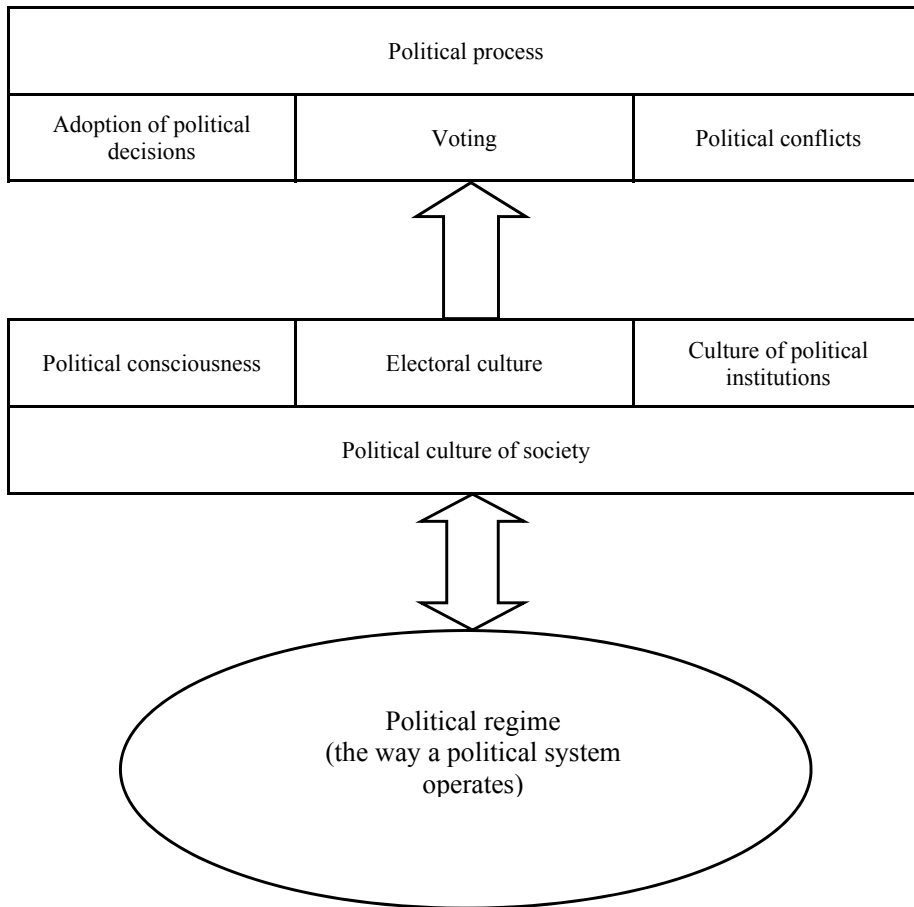 Political process
Adoption of political
decisions
Voting
Political conflicts
Political consciousness
Electoral culture
Culture of political
institutions
Political culture of society
Political regime
(the way a political system
operates)